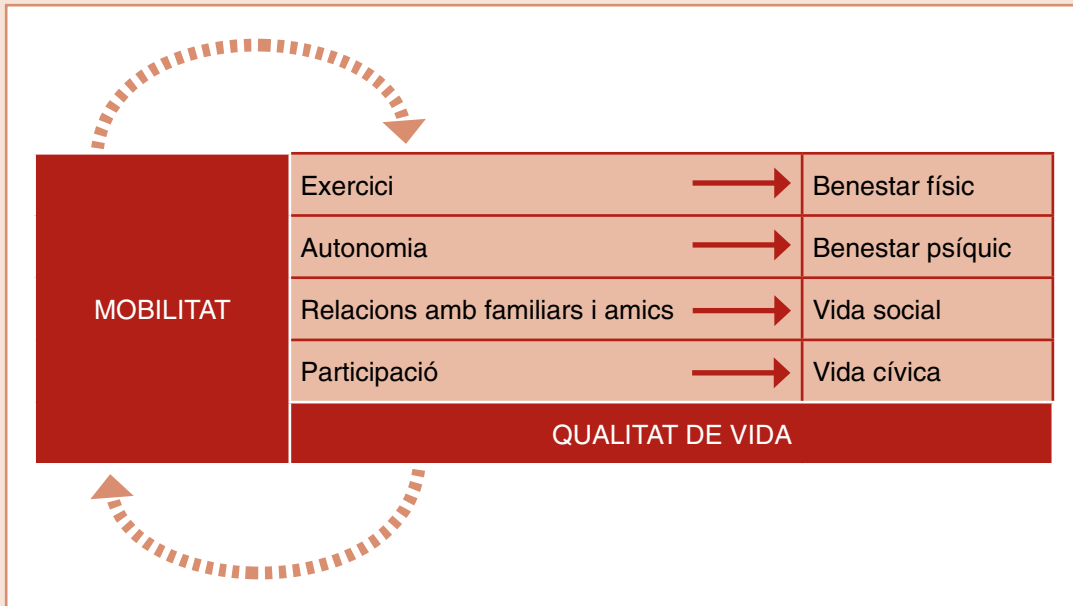 MOBILITAT
Exercici
Benestar físic
Autonomia
Benestar psíquic
Relacions amb familiars i amics
Vida social
Participació
Vida cívica
QUALITAT DE VIDA